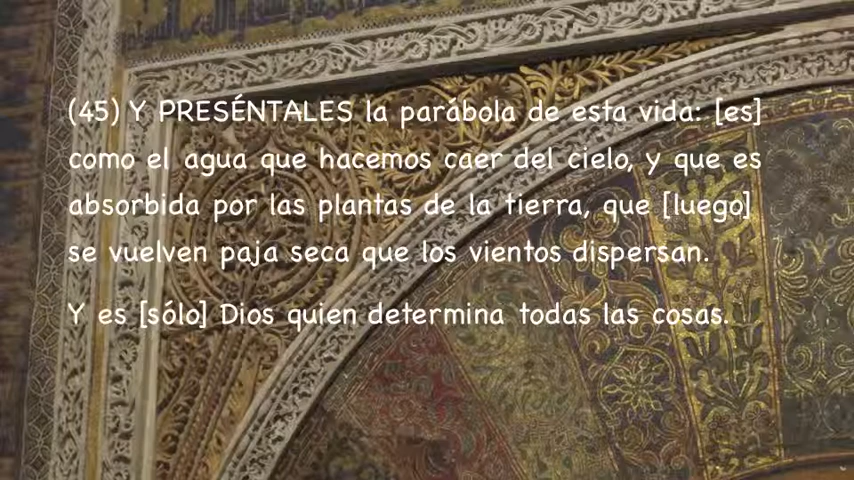 (45) Y PRESÉNTALES la parábola de esta vida: [es]
como el agua que hacemos caer del cielo, y que es
absorbida por las plantas de la tierra, que [luego]
se vuelven paja seca que los vientos dispersan.
Y es [sólo] Dios quien determina todas las cosas.